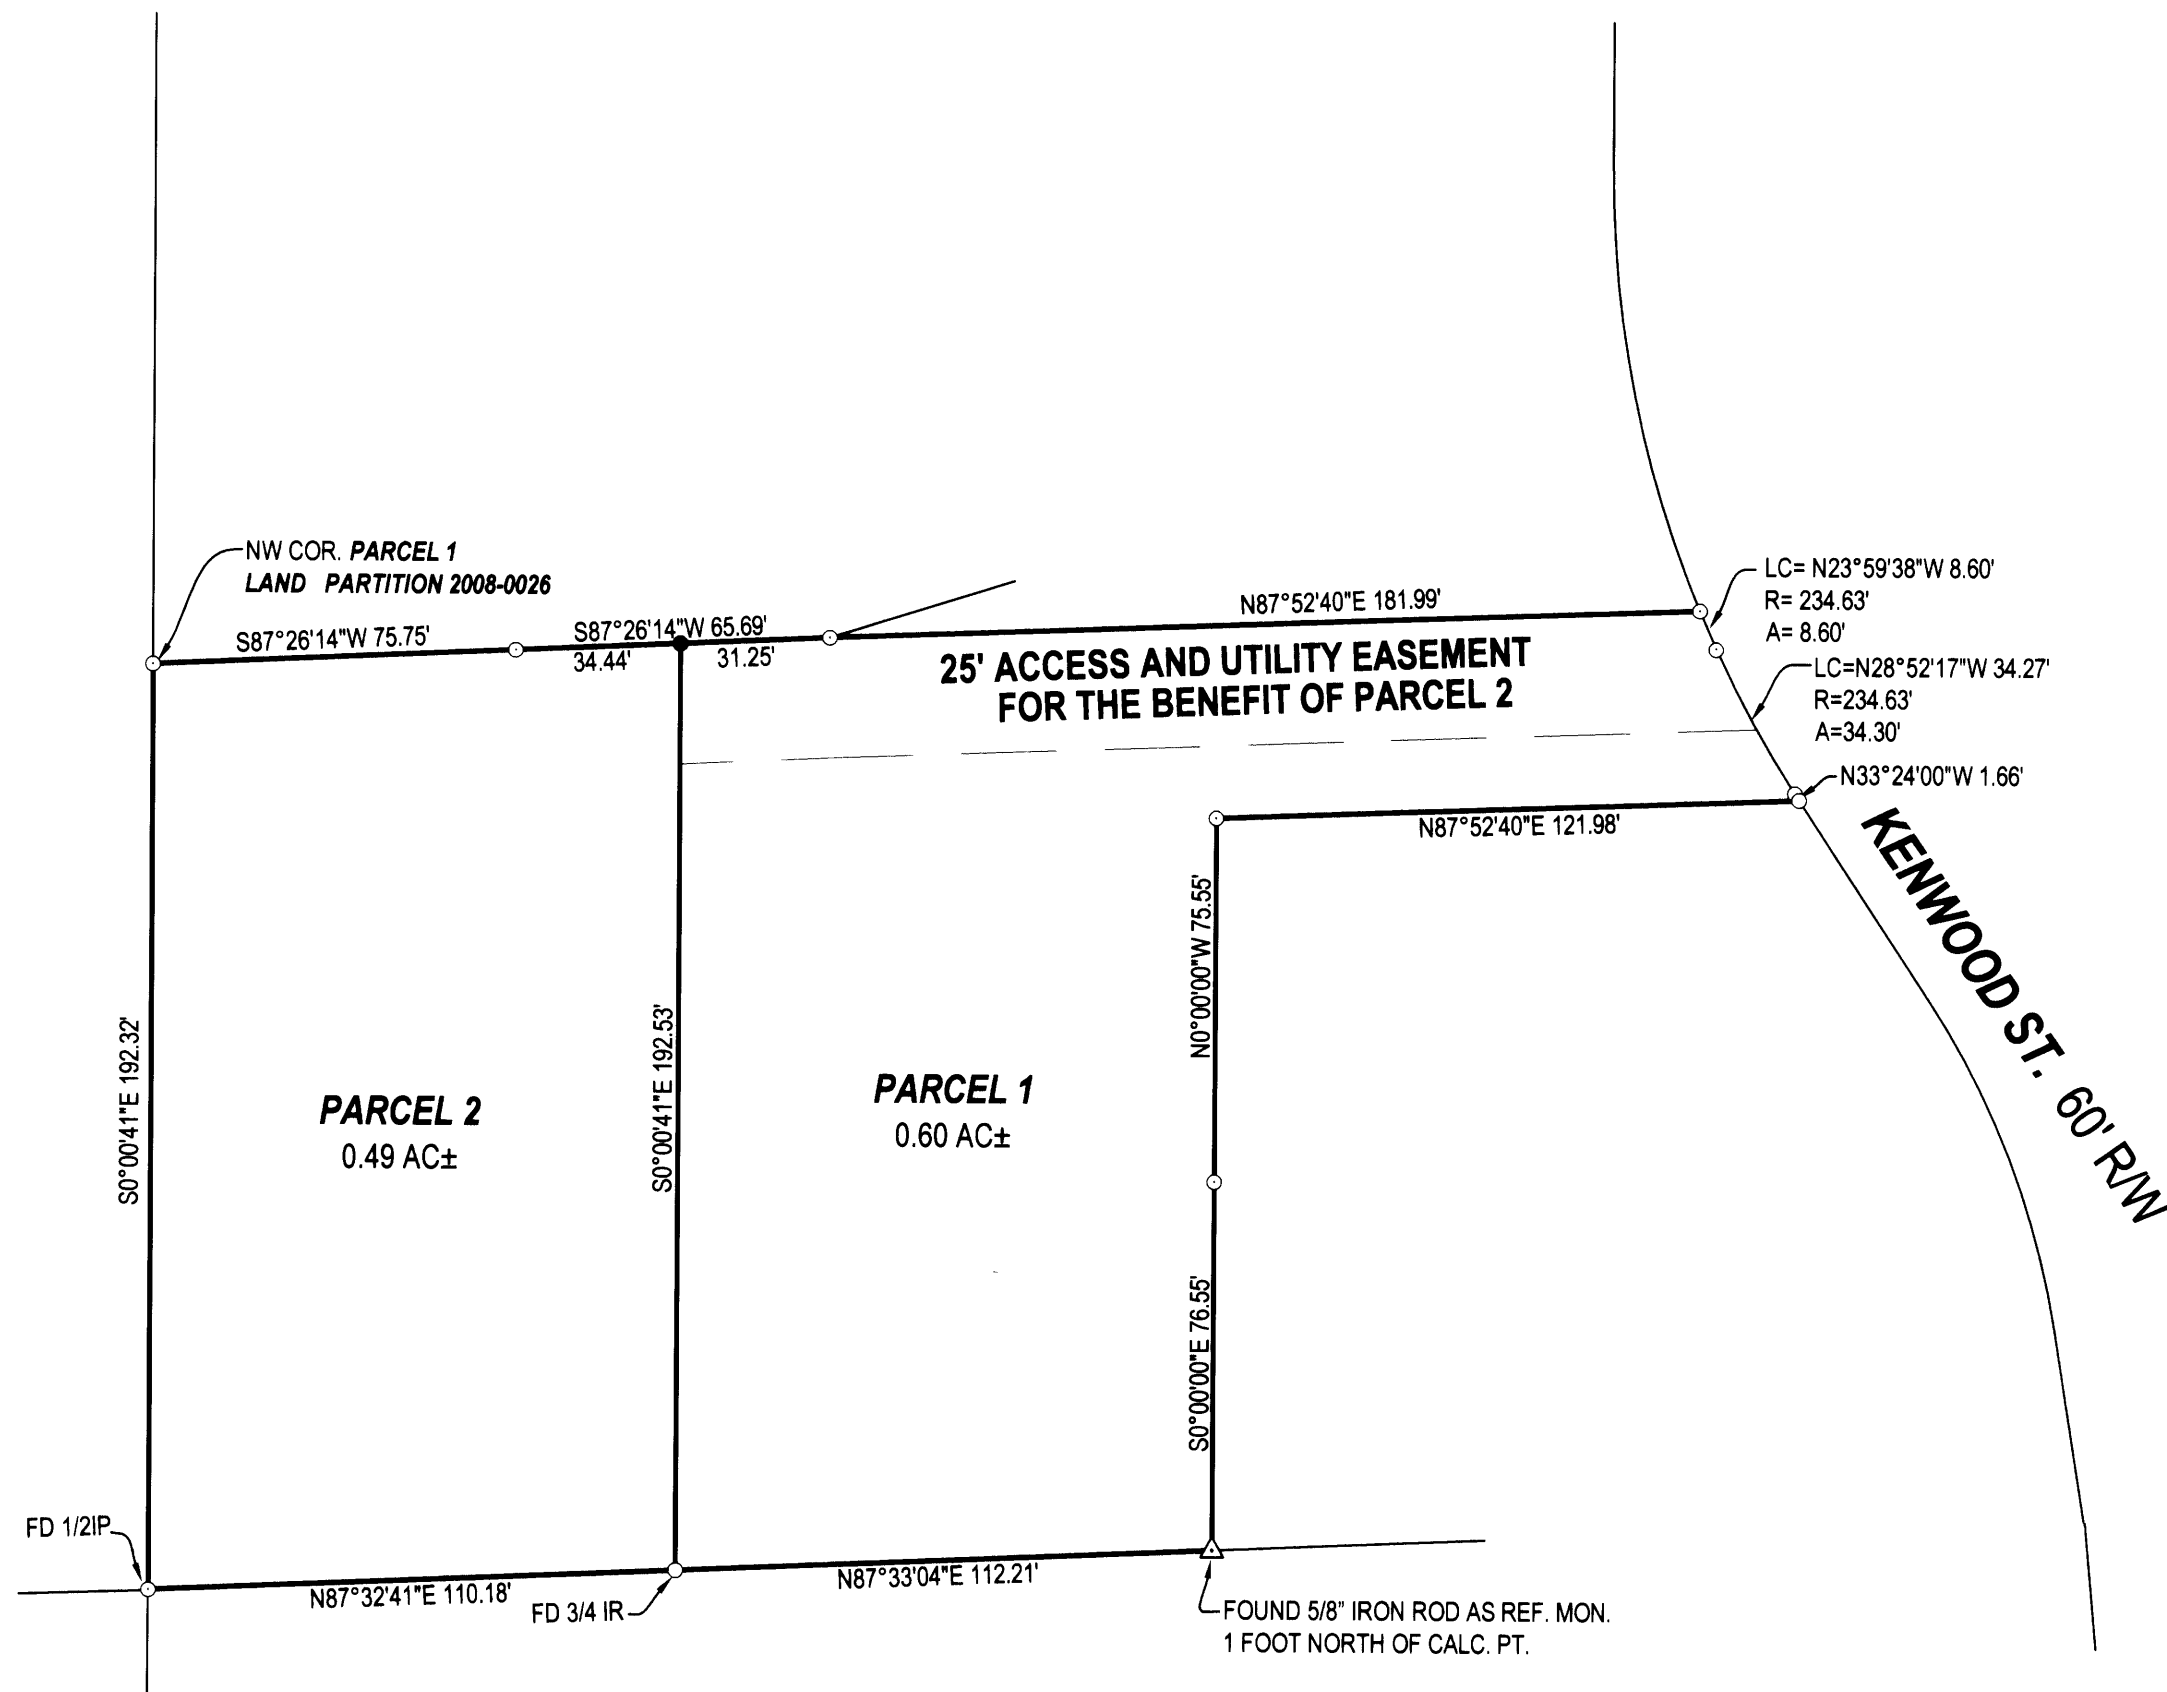 NW COR. PARCEL 1
LAND PARTITION 2008-0026
S87°26'14"W 75.75'
S87°26'14"W 65.69'
34.44'
31.25'
N87°52'40"E 181.99'
25' ACCESS AND UTILITY EASEMENT
FOR THE BENEFIT OF PARCEL 2
LC= N23°59'38"W 8.60'
R= 234.63'
A= 8.60'
LC=N28°52'17"W 34.27'
R=234.63'
A=34.30'
N33°24'00"W 1.66'
N87°52'40"E 121.98'
KENWOOD ST. 60' R/W
N0°00'00"W 75.55'
S0°00'41"E 192.32'
S0°00'41"E 192.53'
PARCEL 2
0.49 AC±
PARCEL 1
0.60 AC±
S0°00'00"E 76.55'
FD 1/2IP
N87°32'41"E 110.18'
FD 3/4 IR
N87°33'04"E 112.21'
FOUND 5/8" IRON ROD AS REF. MON.
1 FOOT NORTH OF CALC. PT.